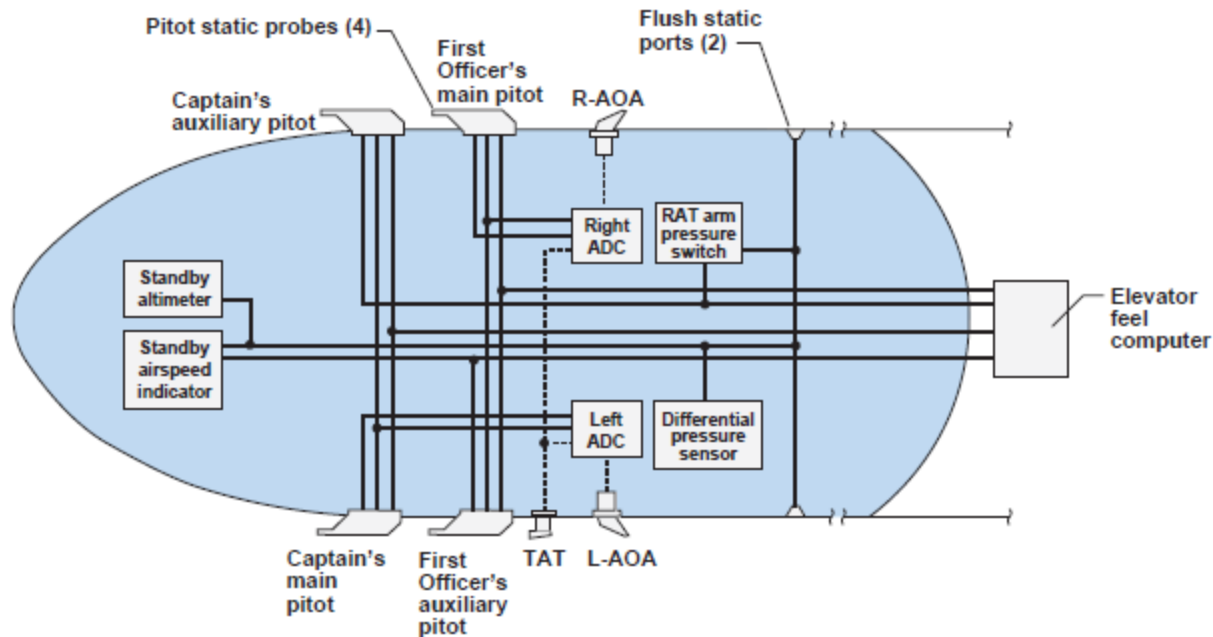 Pitot static probes (4)
First
Officer's
main pitot
Flush static
ports (2)
Captain's
auxiliary pitot
R-AOA
Right
ADC
RAT arm
pressure
switch
Standby
altimeter
Standby
airspeed
indicator
Elevator
feel
computer
Left
ADC
Differential
pressure
sensor
Captain's
main
pitot
First
Officer's
auxiliary
pitot
TAT
L-AOA